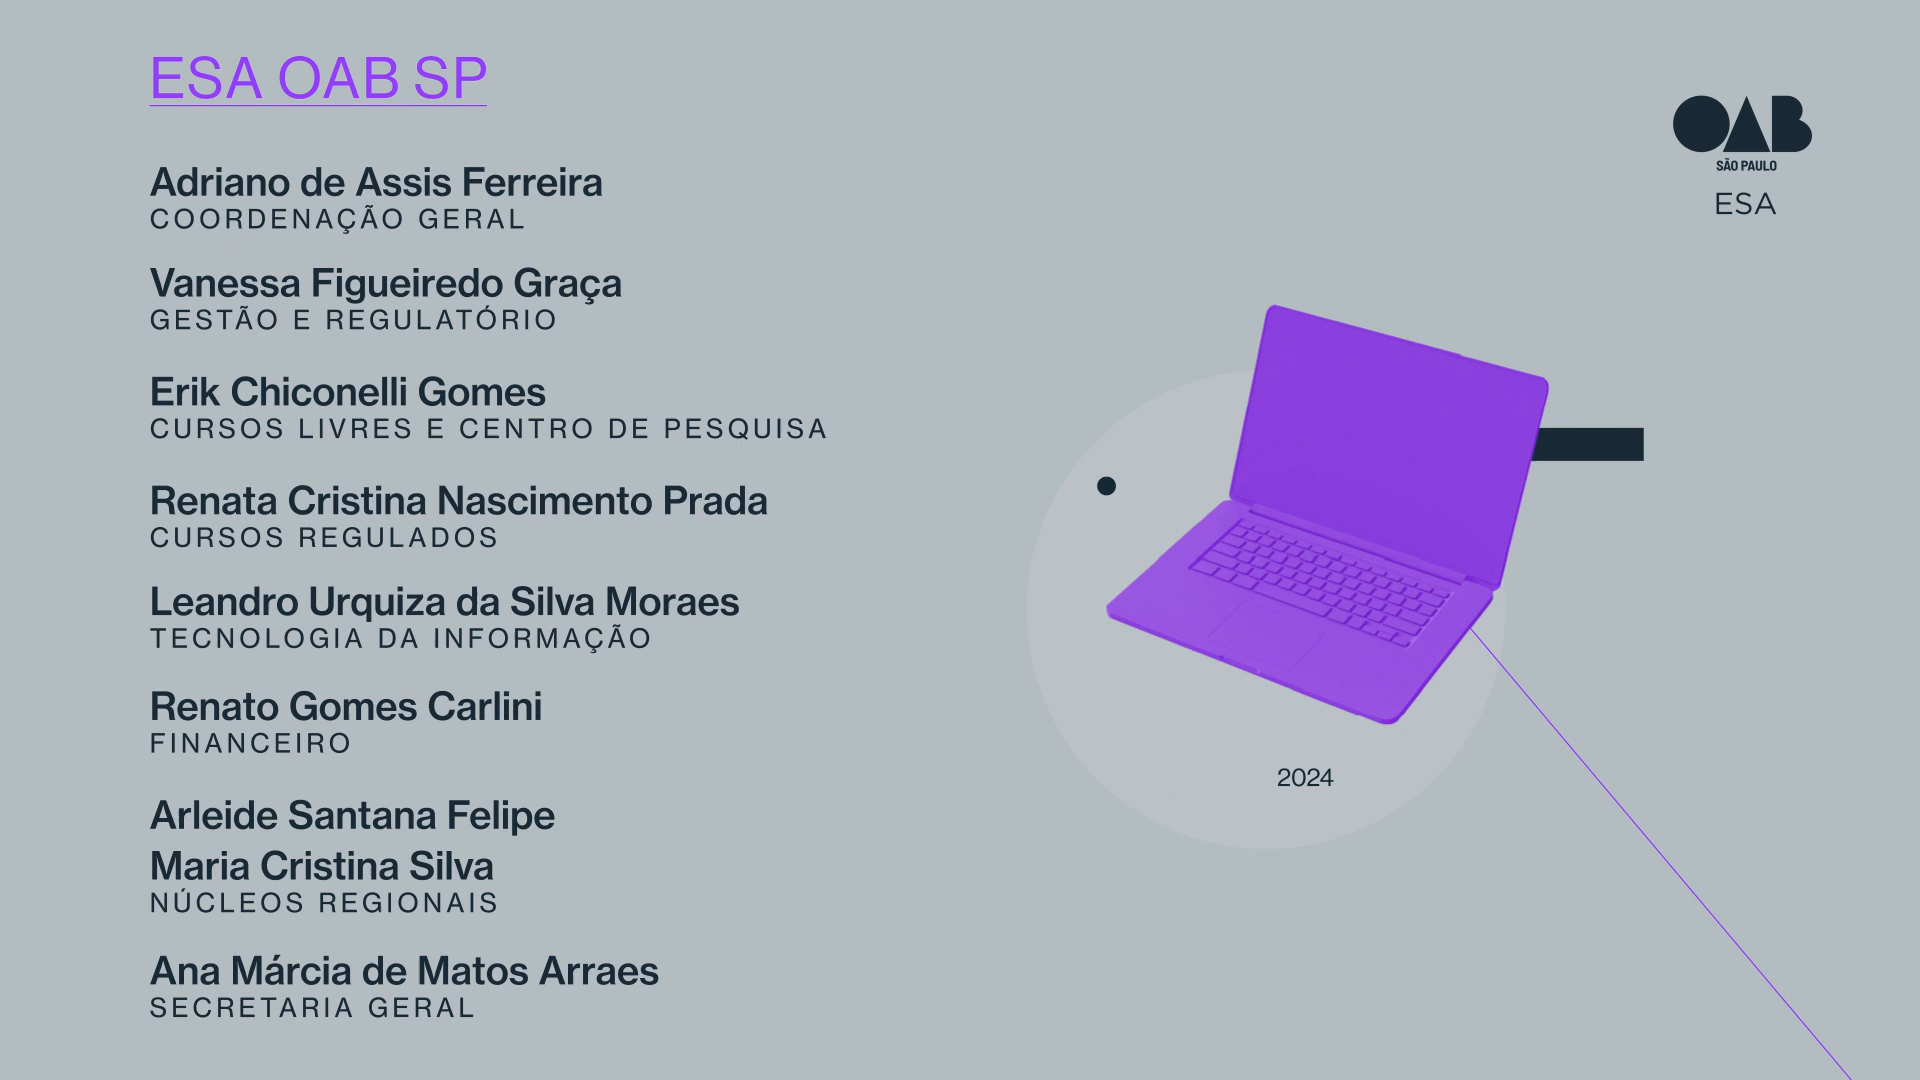 ESA OAB SP
Adriano de Assis Ferreira
COORDENAÇÃO GERAL
Vanessa Figueiredo Graça
GESTÃO E REGULATÓRIO
Erik Chiconelli Gomes
CURSOS LIVRES E CENTRO DE PESQUISA
Renata Cristina Nascimento Prada
CURSOS REGULADOS
Leandro Urquiza da Silva Moraes
TECNOLOGIA DA INFORMAÇÃO
Renato Gomes Carlini
FINANCEIRO
Arleide Santana Felipe
Maria Cristina Silva
NÚCLEOS REGIONAIS
Ana Márcia de Matos Arraes
SECRETARIA GERAL
OAB
SÃO PAULO
ESA
2024